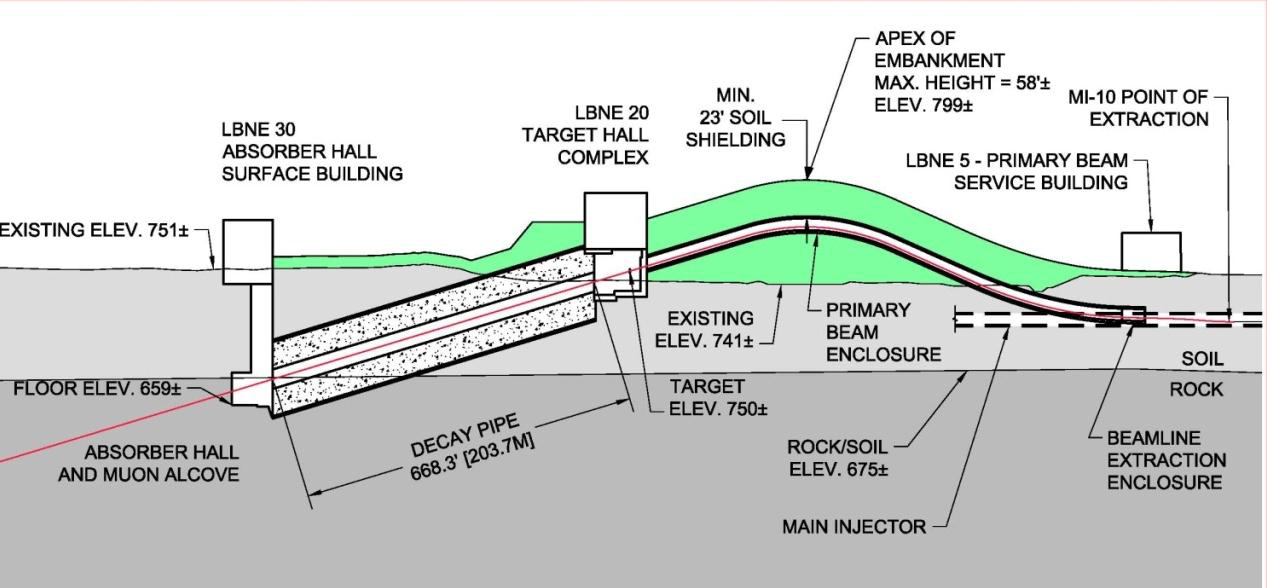 APEX OF
EMBANKMENT
MAX. HEIGHT = 58'±
ELEV. 799±
MIN.
23' SOIL
SHIELDING
MI-10 POINT OF
EXTRACTION
LBNE 20
TARGET HALL
COMPLEX
LBNE 30
ABSORBER HALL
SURFACE BUILDING
LBNE 5 - PRIMARY BEAM
SERVICE BUILDING
EXISTING ELEV. 751±
EXISTING
ELEV. 741±
PRIMARY
BEAM
ENCLOSURE
SOIL
ROCK
FLOOR ELEV. 659±
TARGET
ELEV. 750±
DECAY PIPE
668.3' [203.7M]
ABSORBER HALL
AND MUON ALCOVE
ROCK/SOIL
ELEV. 675±
BEAMLINE
EXTRACTION
ENCLOSURE
MAIN INJECTOR